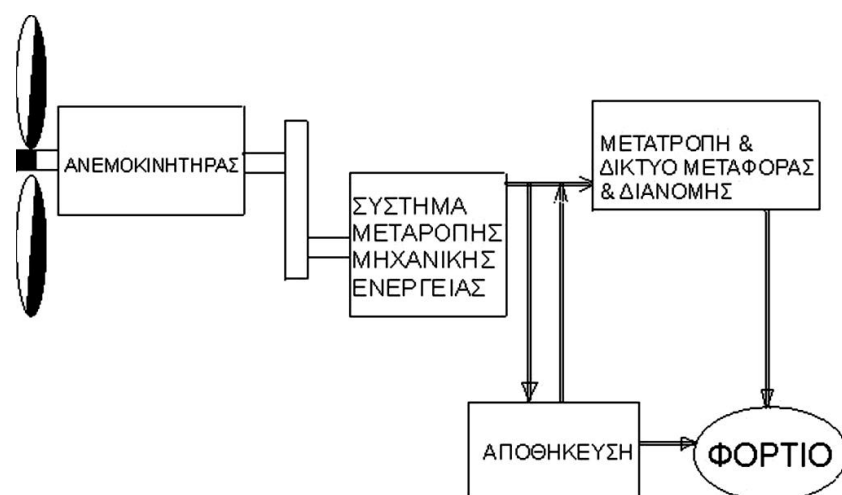 ΑΝΕΜΟΚΙΝΗΤΗΡΑΣ
ΣΥΣΤΗΜΑ
ΜΕΤΑΡΟΠΗΣ
ΜΗΧΑΝΙΚΗΣ
ΕΝΕΡΓΕΙΑΣ
ΜΕΤΑΤΡΟΠΗ &
ΔΙΚΤΥΟ ΜΕΤΑΦΟΡΑΣ
& ΔΙΑΝΟΜΗΣ
ΑΠΟΘΗΚΕΥΣΗ
ΦΟΡΤΙΟ